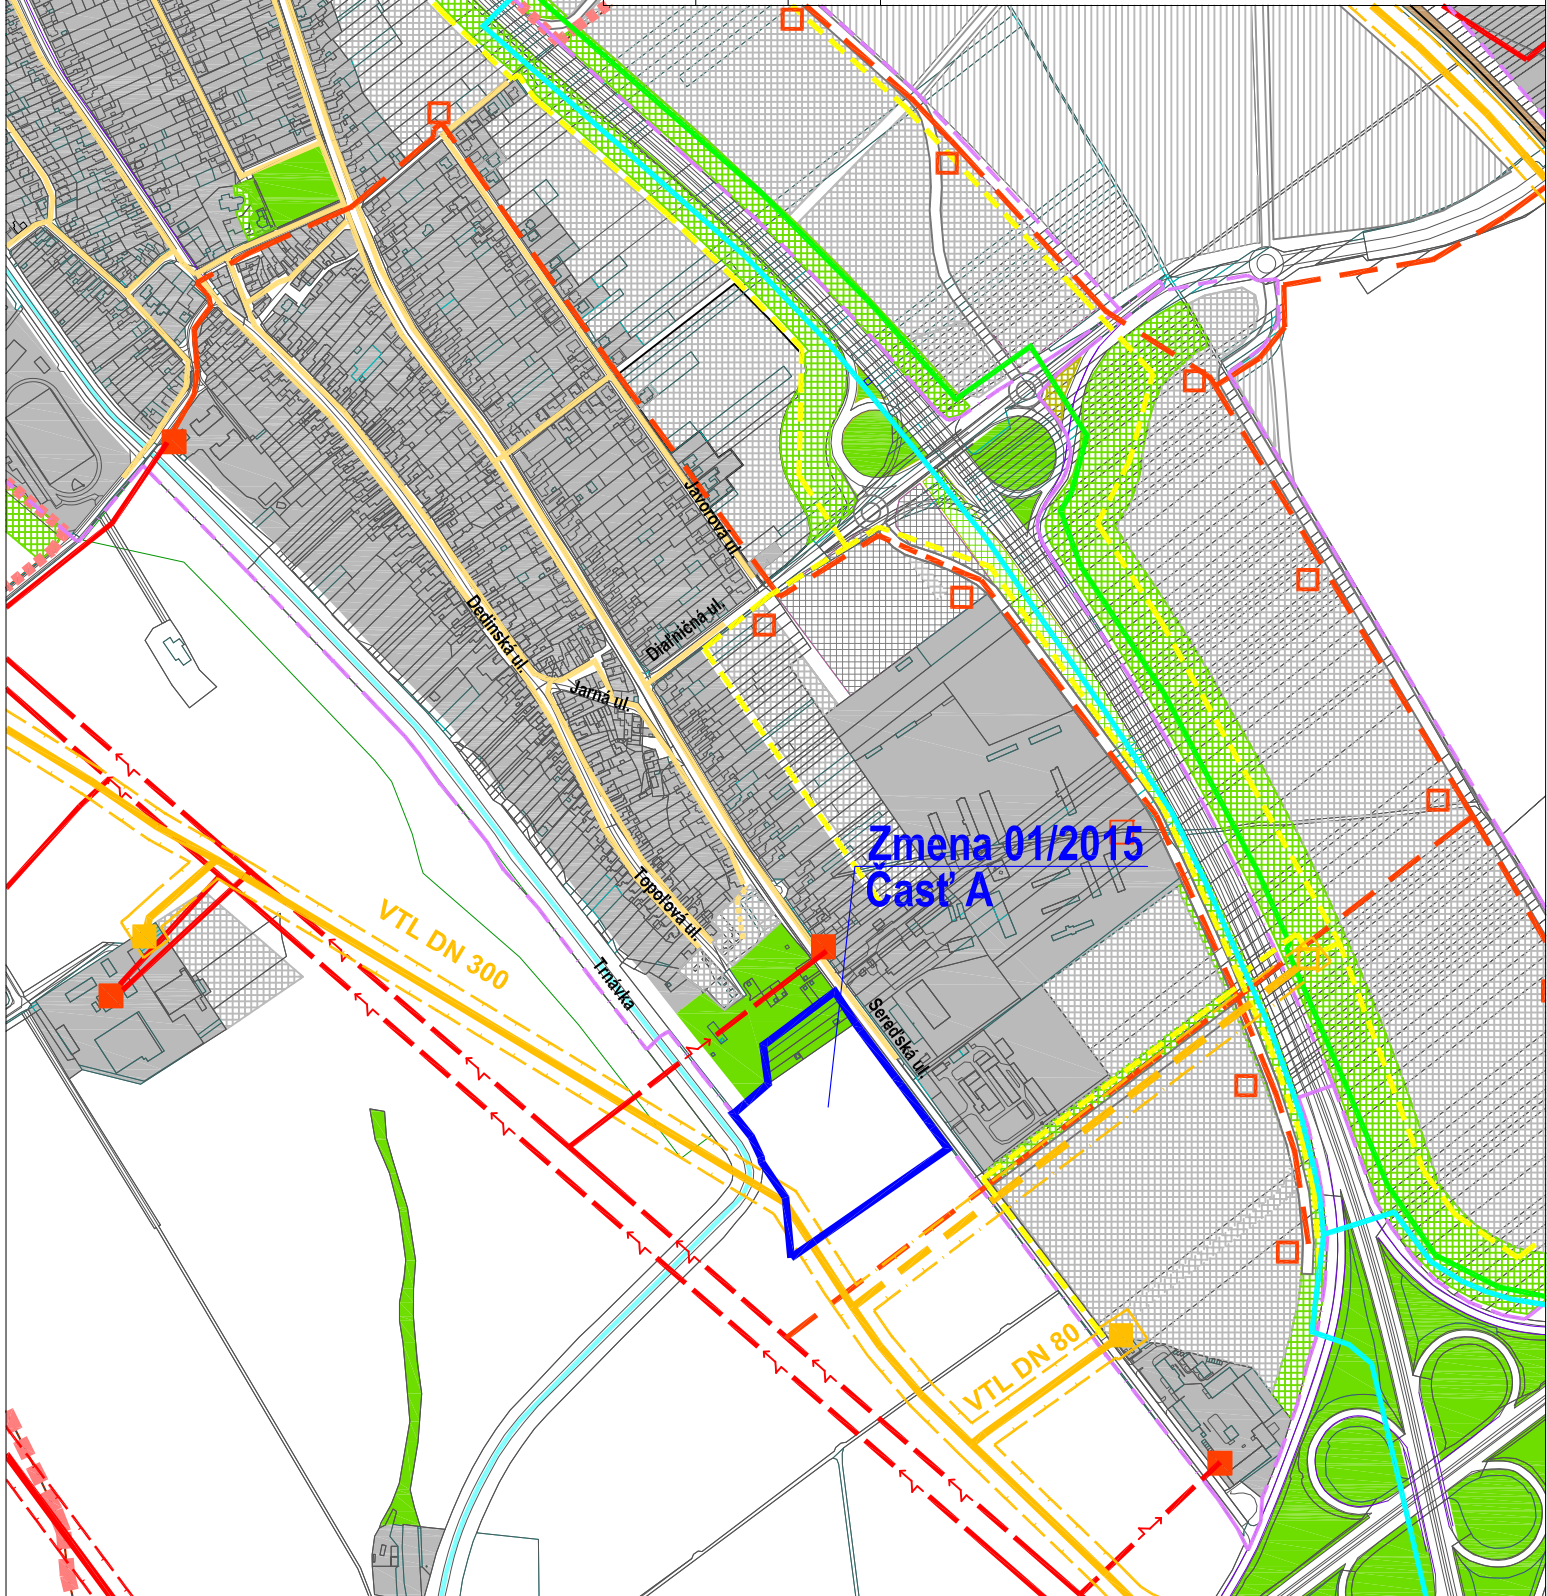 Javorová ul.
Diaľničná ul.
Dedinská ul.
Jarná ul.
Zmena 01/2015
Časť A
Topoľová ul.
VTL DN 300
Trnávka
Sereďská ul.
VTL DN 80